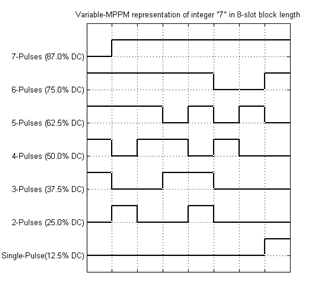 Variable-MPPM representation of integer "7" in 8-slot block length
7-Pulses (87.0% DC)
6-Pulses (75.0% DC)
5-Pulses (62.5% DC)
4-Pulses (50.0% DC)
3-Pulses (37.5% DC)
2-Pulses (25.0% DC)
Single-Pulse(12.5% DC)